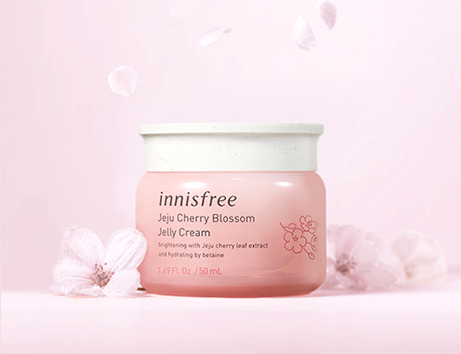 innisfree
Jeju Cherry Blossom
Jelly Cream
brightening with Jeju cherry leaf extract
and hydrating by betaine
1.69 FL Oz. / 50 mL